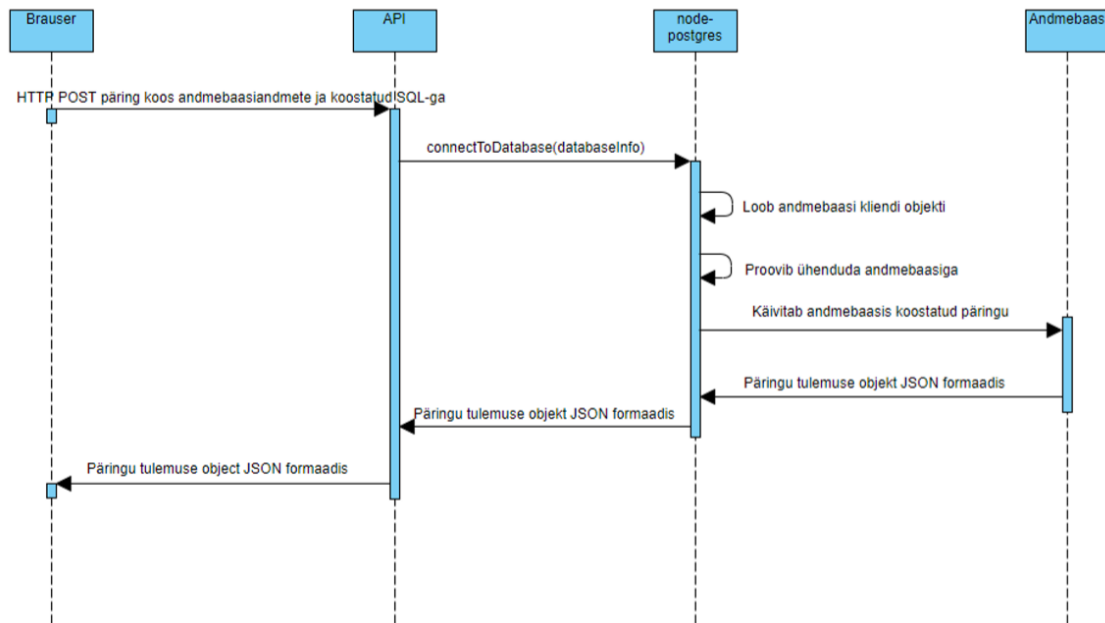 Brauser
API
node-
postgres
Andmebaas
HTTP POST päring koos andmebaasiandmete ja koostatud SQL-ga
connectToDatabase(databaseInfo)
Loob andmebaasi kliendi objekti
Proovib ühenduda andmebaasiga
Käivitab andmebaasis koostatud päringu
Päringu tulemuse objekt JSON formaadis
Päringu tulemuse objekt JSON formaadis
Päringu tulemuse object JSON formaadis